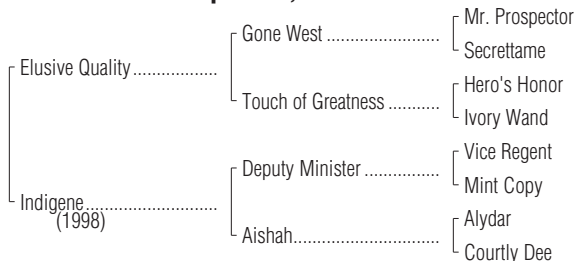 Mr. Prospector
Gone West
Secrettame
Elusive Quality
Hero's Honor
Touch of Greatness
Ivory Wand
Vice Regent
Deputy Minister
Mint Copy
Indigene
(1998)
Alydar
Aishah
Courtly Dee